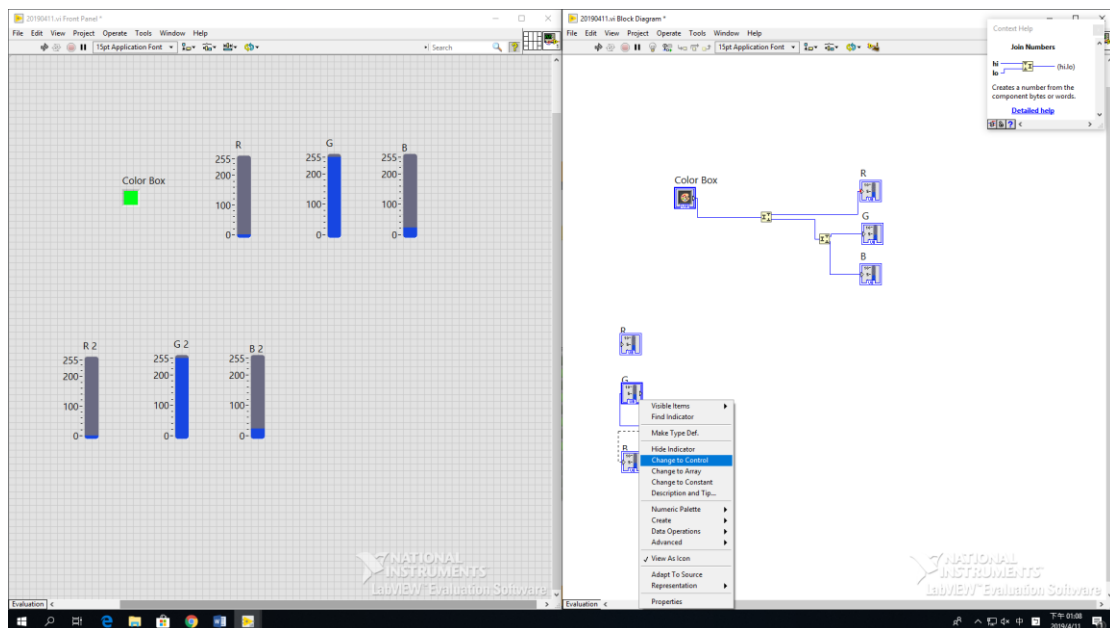 20190411.vi Front Panel *
File Edit View Project Operate Tools Window Help
15pt Application Font
Search
Color Box
R
255-
200-
100-
0-
G
255-
200-
100-
0-
B
255-
200-
100-
0-
R 2
255-
200-
100-
0-
G 2
255-
200-
100-
0-
B 2
255-
200-
100-
0-
NATIONAL
INSTRUMENTS
LabVIEW™ Evaluation Software
Evaluation
20190411.vi Block Diagram *
File Edit View Project Operate Tools Window Help
15pt Application Font
Context Help
Join Numbers
hi
lo
(hi.lo)
Creates a number from the
component bytes or words.
Detailed help
Color Box
R
G
B
R
G
B
Visible Items
Find Indicator
Make Type Def.
Hide Indicator
Change to Control
Change to Array
Change to Constant
Description and Tip...
Numeric Palette
Create
Data Operations
Advanced
View As Icon
Adapt To Source
Representation
Properties
NATIONAL
INSTRUMENTS
LabVIEW™ Evaluation Software
Evaluation
中
下午 01:08
2019/4/11